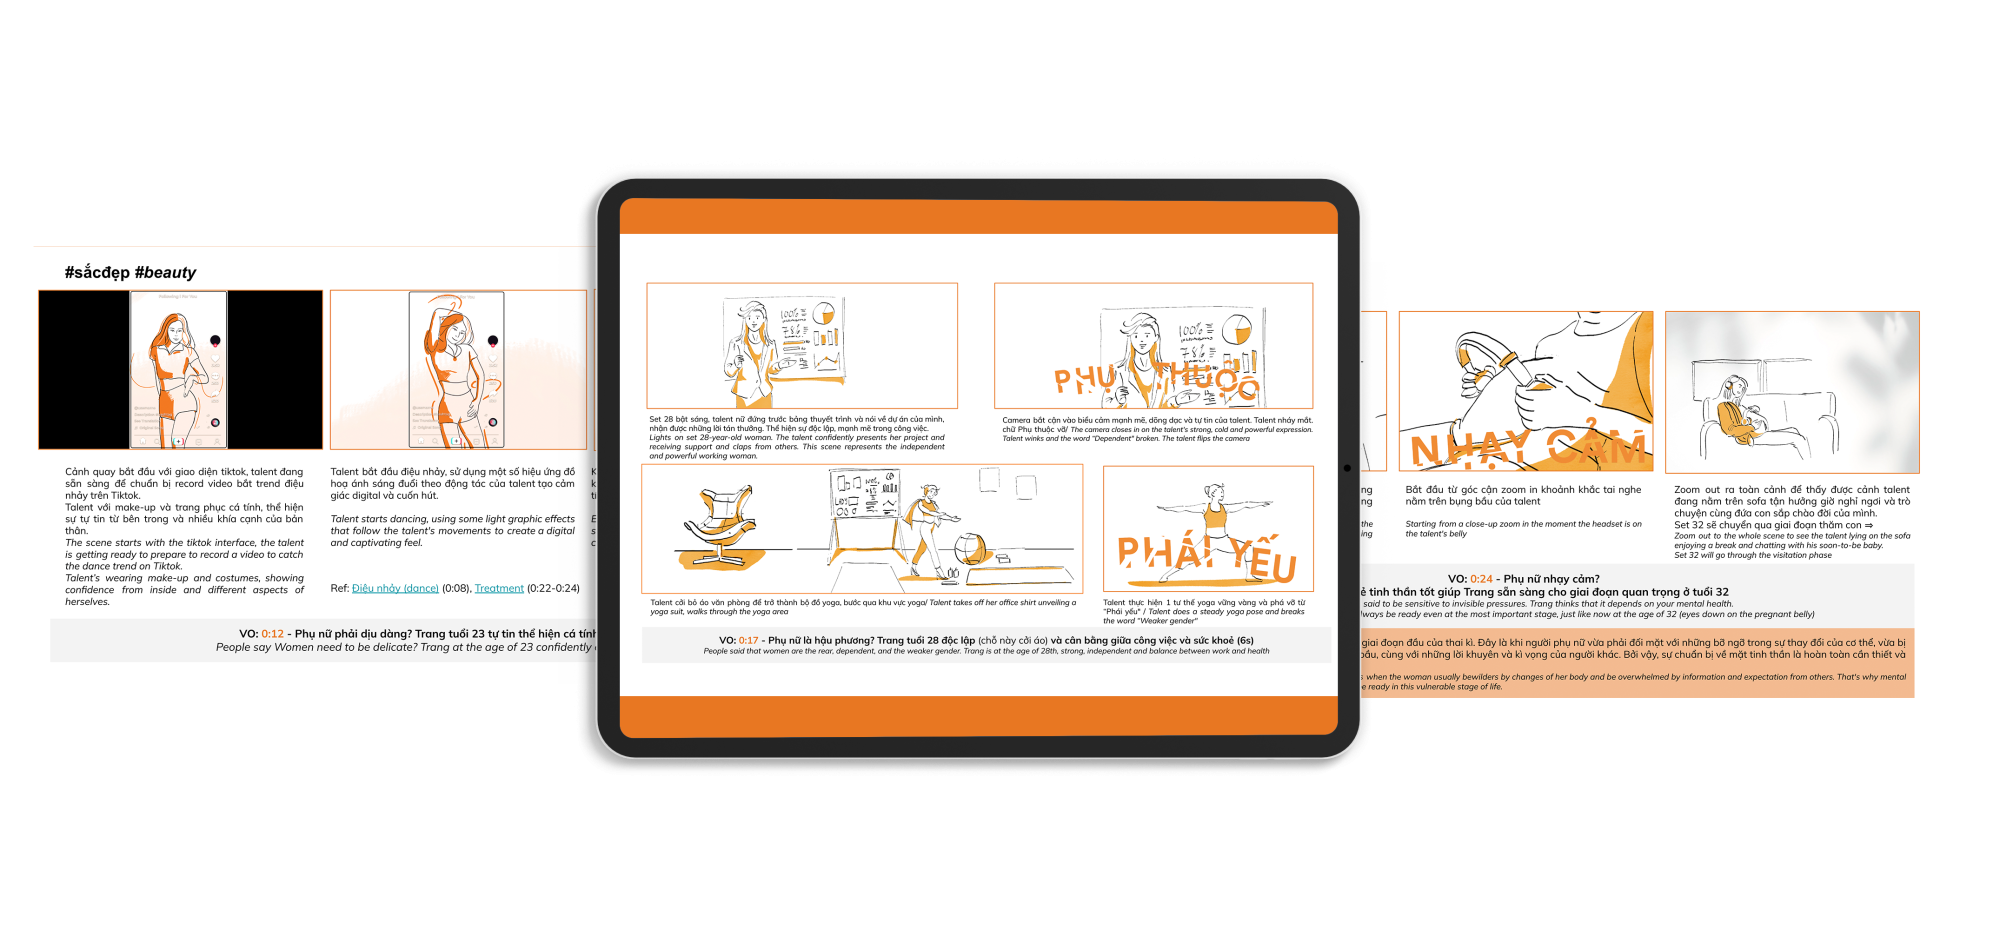 #sắcđẹp #beauty
Cảnh quay bắt đầu với giao diện tiktok, talent đang
sẵn sàng để chuẩn bị record video bắt trend điệu
nhảy trên Tiktok.
Talent với make-up và trang phục cá tính, thể hiện
sự tự tin từ bên trong và nhiều khía cạnh của bản
thân.
The scene starts with the tiktok interface, the talent
is getting ready to prepare to record a video to catch
the dance trend on Tiktok.
Talent's wearing make-up and costumes, showing
confidence from inside and different aspects of
herselves.
Talent bắt đầu điệu nhảy, sử dụng một số hiệu ứng đồ
hoạ ánh sáng đuổi theo động tác của talent tạo cảm
giác digital và cuốn hút.
Talent starts dancing, using some light graphic effects
that follow the talent's movements to create a digital
and captivating feel.
Ref: Điệu nhảy (dance) (0:08), Treatment (0:22-0:24)
VO: 0:12 - Phụ nữ phải dịu dàng? Trang tuổi 23 tự tin thể hiện cá tính
People say Women need to be delicate? Trang at the age of 23 confidently
100%
78%
100%
78%
PHỤ THUỘC
Set 28 bật sáng, talent nữ đứng trước bảng thuyết trình và nói về dự án của mình,
nhận được những lời tán thưởng. Thể hiện sự độc lập, mạnh mẽ trong công việc.
Lights on set 28-year-old woman. The talent confidently presents her project and
receiving support and claps from others. This scene represents the independent
and powerful working woman.
Camera bắt cận vào biểu cảm mạnh mẽ, dõng dạc và tự tin của talent. Talent nháy mắt.
chữ Phụ thuộc vỡ/ The camera closes in on the talent's strong, cold and powerful expression.
Talent winks and the word "Dependent" broken. The talent flips the camera
PHÁI YẾU
Talent cởi bỏ áo văn phòng để trở thành bộ đồ yoga, bước qua khu vực yoga/ Talent takes off her office shirt unveiling a
yoga suit, walks through the yoga area
Talent thực hiện 1 tư thế yoga vững vàng và phá vỡ từ
"Phái yếu" / Talent does a steady yoga pose and breaks
the word "Weaker gender"
VO: 0:17 - Phụ nữ là hậu phương? Trang tuổi 28 độc lập (chỗ này cởi áo) và cân bằng giữa công việc và sức khoẻ (6s)
People said that women are the rear, dependent, and the weaker gender. Trang is at the age of 28th, strong, independent and balance between work and health
NHẠY CẢM
Bắt đầu từ góc cận zoom in khoảnh khắc tai nghe
nằm trên bụng bầu của talent
Starting from a close-up zoom in the moment the headset is on
the talent's belly
Zoom out ra toàn cảnh để thấy được cảnh talent
đang nằm trên sofa tận hưởng giờ nghỉ ngơi và trò
chuyện cùng đứa con sắp chào đời của mình.
Set 32 sẽ chuyển qua giai đoạn thăm con ⇒
Zoom out to the whole scene to see the talent lying on the sofa
enjoying a break and chatting with his soon-to-be baby.
Set 32 will go through the visitation phase
VO: 0:24 - Phụ nữ nhạy cảm?
tinh thần tốt giúp Trang sẵn sàng cho giai đoạn quan trọng ở tuổi 32
said to be sensitive to invisible pressures. Trang thinks that it depends on your mental health.
always be ready even at the most important stage, just like now at the age of 32 (eyes down on the pregnant belly)
giai đoạn đầu của thai kì. Đây là khi người phụ nữ vừa phải đối mặt với những bỡ ngỡ trong sự thay đổi của cơ thể, vừa bị
cùng với những lời khuyên và kì vọng của người khác. Bởi vậy, sự chuẩn bị về mặt tinh thần là hoàn toàn cần thiết và
when the woman usually bewilders by changes of her body and be overwhelmed by information and expectation from others. That's why mental
ready in this vulnerable stage of life.